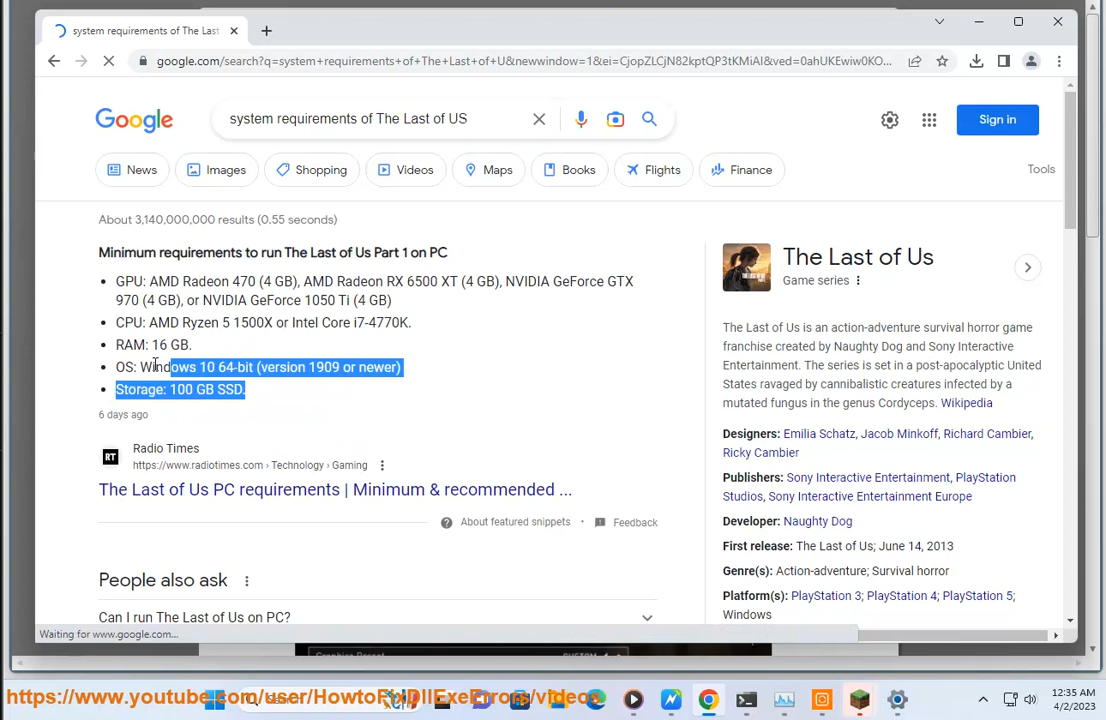 system requirements of The Last
google.com/search?q=system+requirements+of+The+Last+of+U&newwindow=1&ei=CjopZLCjN82kptQP3tKMiAI&ved=0ahUKEwiw0KO...
Google
system requirements of The Last of US
Sign in
News
Images
Shopping
Videos
Maps
Books
Flights
Finance
Tools
About 3,140,000,000 results (0.55 seconds)
Minimum requirements to run The Last of Us Part 1 on PC
• GPU: AMD Radeon 470 (4 GB), AMD Radeon RX 6500 XT (4 GB), NVIDIA GeForce GTX
970 (4 GB), or NVIDIA GeForce 1050 Ti (4 GB)
• CPU: AMD Ryzen 5 1500X or Intel Core i7-4770K.
• RAM: 16 GB.
• OS: Windows 10 64-bit (version 1909 or newer)
• Storage: 100 GB SSD.
6 days ago
RT
Radio Times
https://www.radiotimes.com › Technology › Gaming
The Last of Us PC requirements | Minimum & recommended ...
About featured snippets
•
Feedback
People also ask
Can I run The Last of Us on PC?
The Last of Us
Game series
The Last of Us is an action-adventure survival horror game
franchise created by Naughty Dog and Sony Interactive
Entertainment. The series is set in a post-apocalyptic United
States ravaged by cannibalistic creatures infected by a
mutated fungus in the genus Cordyceps. Wikipedia
Designers: Emilia Schatz, Jacob Minkoff, Richard Cambier,
Ricky Cambier
Publishers: Sony Interactive Entertainment, PlayStation
Studios, Sony Interactive Entertainment Europe
Developer: Naughty Dog
First release: The Last of Us; June 14, 2013
Genre(s): Action-adventure; Survival horror
Platform(s): PlayStation 3; PlayStation 4; PlayStation 5;
Windows
Waiting for www.google.com...
https://www.youtube.com/user/HowtoFixDllExeErrors/videos
12:35 AM
4/2/2023